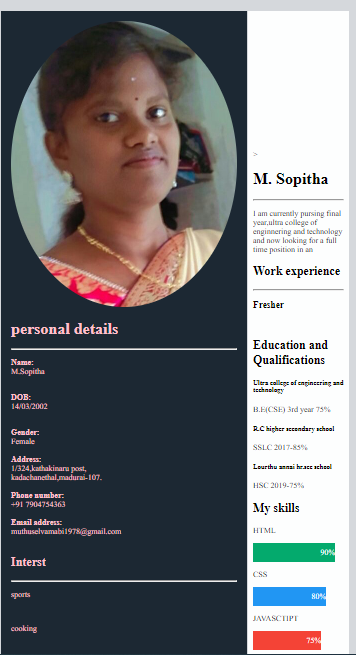 personal details
Name:
M.Sopitha
DOB:
14/03/2002
Gender:
Female
Address:
1/324,kathakinaru post,
kadachanethal,madurai-107.
Phone number:
+91 7904754363
Email address:
muthuselvamabi1978@gmail.com
Interst
sports
cooking
>
M. Sopitha
I am currently pursing final
year,ultra college of
enginnering and technology
and now looking for a full
time position in an
Work experience
Fresher
Education and
Qualifications
Ultra college of engineering and
technology
B.E(CSE) 3rd year 75%
R.C higher secondary school
SSLC 2017-85%
Lourthu annai hr.sec school
HSC 2019-75%
My skills
HTML
90%
CSS
80%
JAVASCTIPT
75%